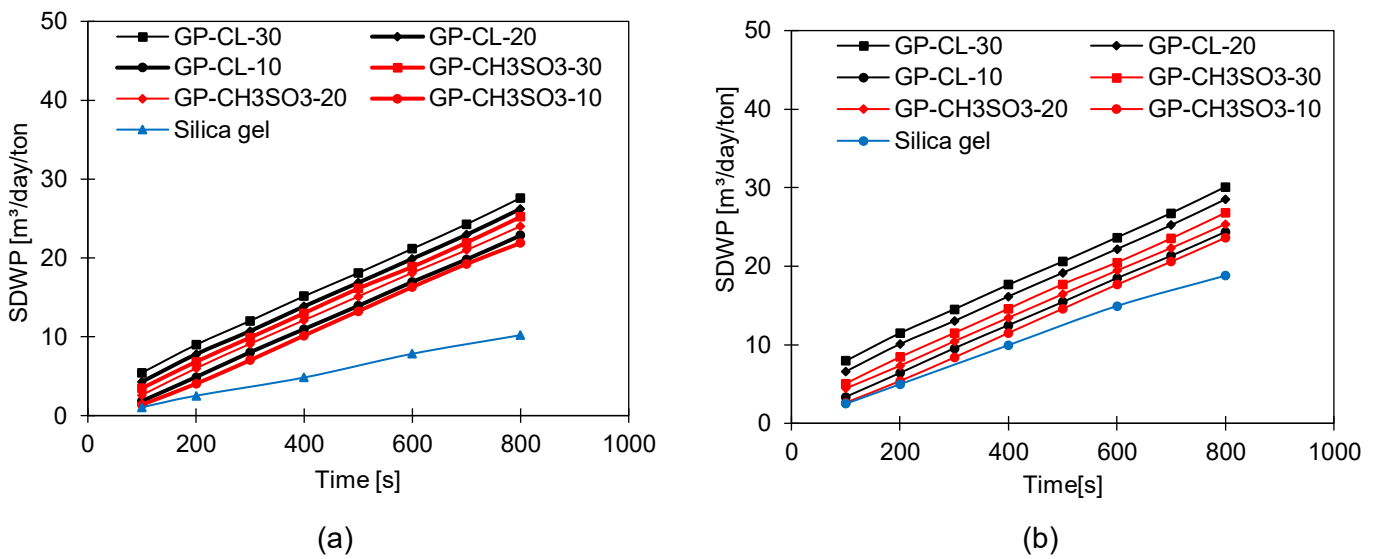 50
40
30
20
10
0
SDWP [m³/day/ton]
GP-CL-30 GP-CL-20
GP-CL-10 GP-CH3SO3-30
GP-CH3SO3-20 GP-CH3SO3-10
Silica gel
0 200 400 600 800 1000
Time [s]
(a)
50
40
30
20
10
0
SDWP [m³/day/ton]
GP-CL-30 GP-CL-20
GP-CL-10 GP-CH3SO3-30
GP-CH3SO3-20 GP-CH3SO3-10
Silica gel
0 200 400 600 800 1000
Time[s]
(b)